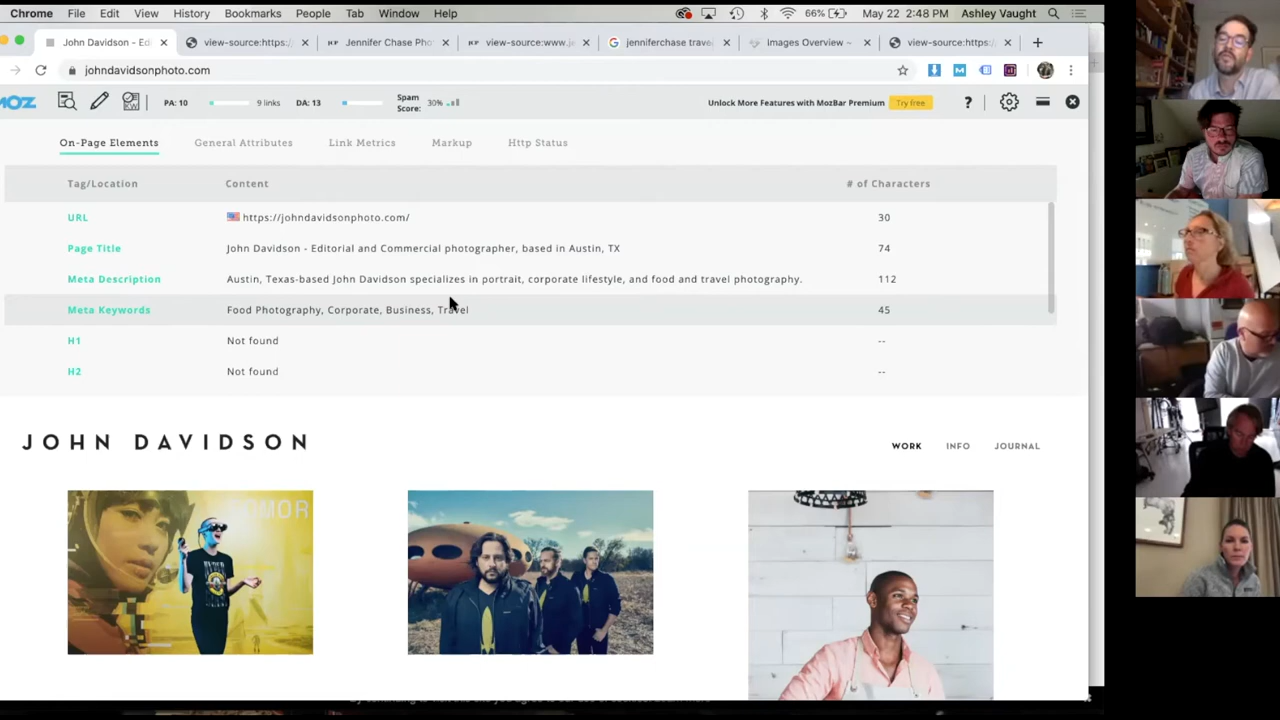 Chrome File Edit View History Bookmarks People Tab Window Help 66% May 22 2:48 PM Ashley Vaught
John Davidson - Edi view-source:https:/ Jennifer Chase Pho view-source:www.je jenniferchase trave Images Overview ~ view-source:https:/
johndavidsonphoto.com
MOZ PA: 10 9 links DA: 13 Spam Score: 30% Unlock More Features with MozBar Premium Try free ?
On-Page Elements General Attributes Link Metrics Markup Http Status
Tag/Location Content # of Characters
URL https://johndavidsonphoto.com/ 30
Page Title John Davidson - Editorial and Commercial photographer, based in Austin, TX 74
Meta Description Austin, Texas-based John Davidson specializes in portrait, corporate lifestyle, and food and travel photography. 112
Meta Keywords Food Photography, Corporate, Business, Travel 45
H1 Not found --
H2 Not found --
JOHN DAVIDSON WORK INFO JOURNAL